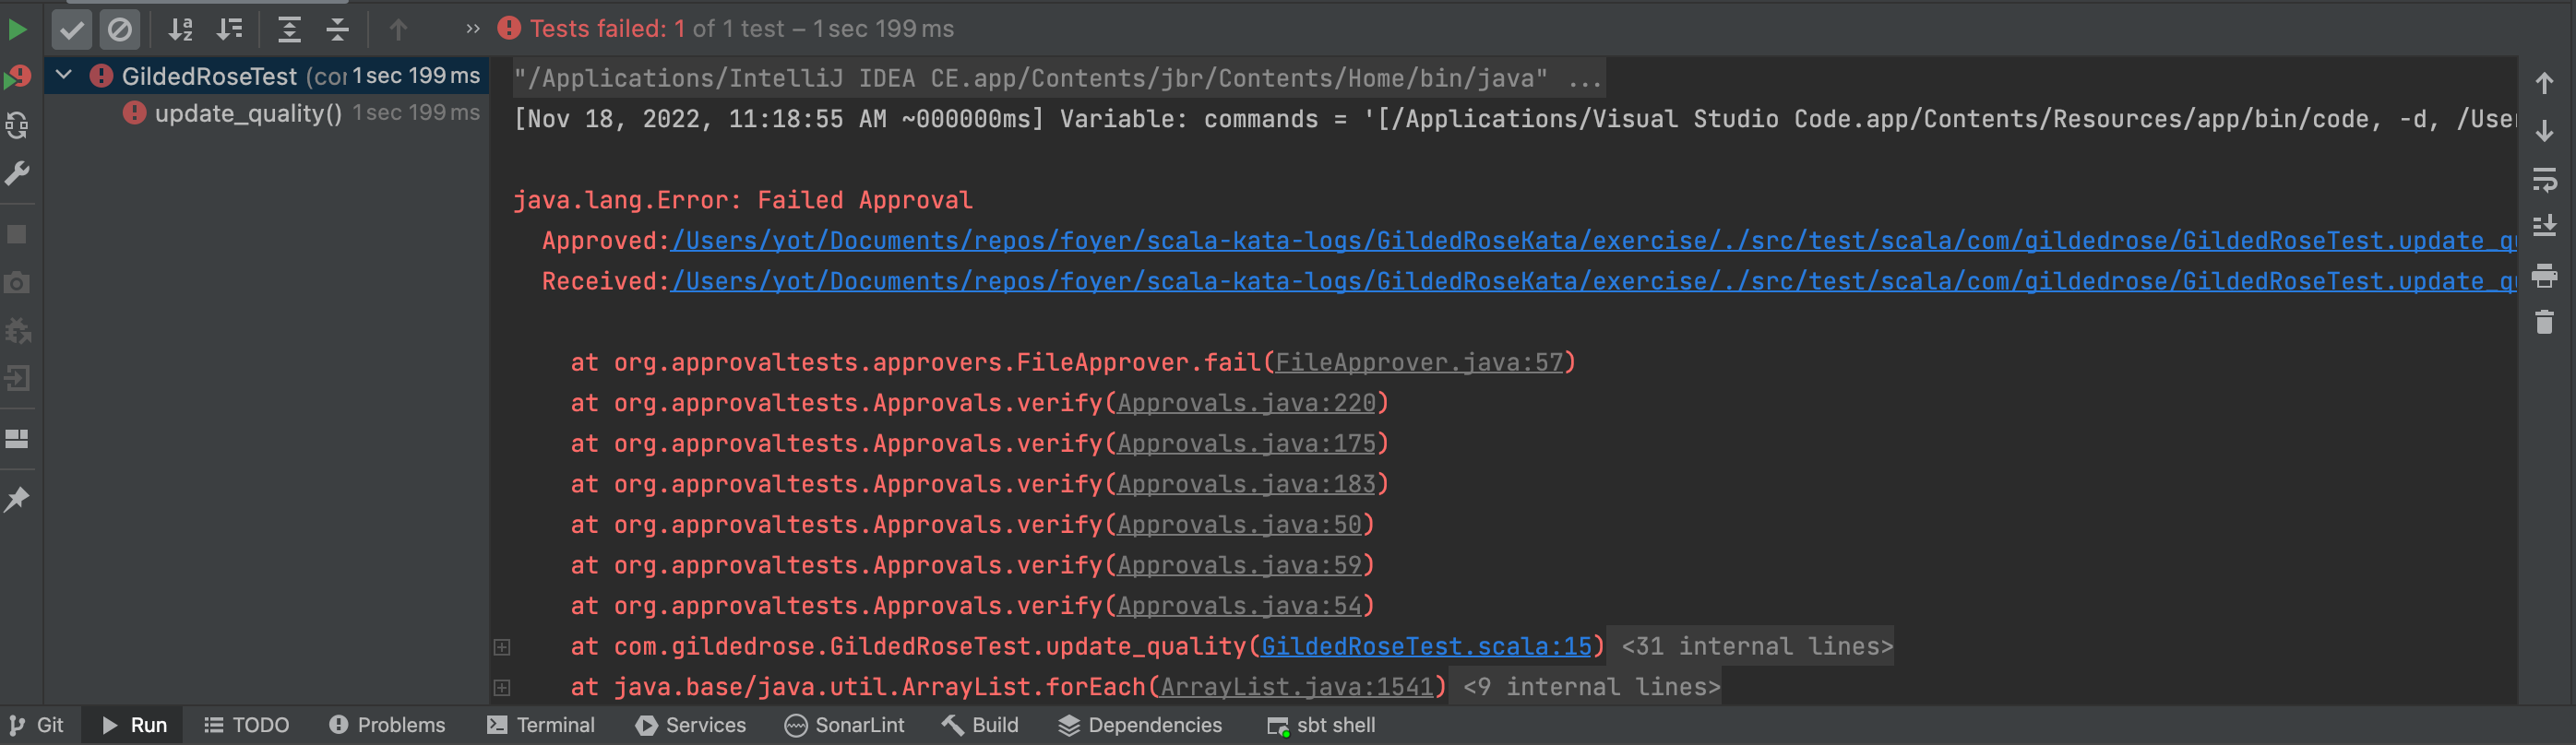 Tests failed: 1 of 1 test – 1 sec 199 ms
GildedRoseTest (cor 1 sec 199 ms
update_quality() 1 sec 199 ms
"/Applications/IntelliJ IDEA CE.app/Contents/jbr/Contents/Home/bin/java" ...
[Nov 18, 2022, 11:18:55 AM ~000000ms] Variable: commands = '[/Applications/Visual Studio Code.app/Contents/Resources/app/bin/code, -d, /User
java.lang.Error: Failed Approval
Approved:/Users/yot/Documents/repos/foyer/scala-kata-logs/GildedRoseKata/exercise/./src/test/scala/com/gildedrose/GildedRoseTest.update_qu
Received:/Users/yot/Documents/repos/foyer/scala-kata-logs/GildedRoseKata/exercise/./src/test/scala/com/gildedrose/GildedRoseTest.update_qu
at org.approvaltests.approvers.FileApprover.fail(FileApprover.java:57)
at org.approvaltests.Approvals.verify(Approvals.java:220)
at org.approvaltests.Approvals.verify(Approvals.java:175)
at org.approvaltests.Approvals.verify(Approvals.java:183)
at org.approvaltests.Approvals.verify(Approvals.java:50)
at org.approvaltests.Approvals.verify(Approvals.java:59)
at org.approvaltests.Approvals.verify(Approvals.java:54)
at com.gildedrose.GildedRoseTest.update_quality(GildedRoseTest.scala:15) <31 internal lines>
at java.base/java.util.ArrayList.forEach(ArrayList.java:1541) <9 internal lines>
Git Run TODO Problems Terminal Services SonarLint Build Dependencies sbt shell